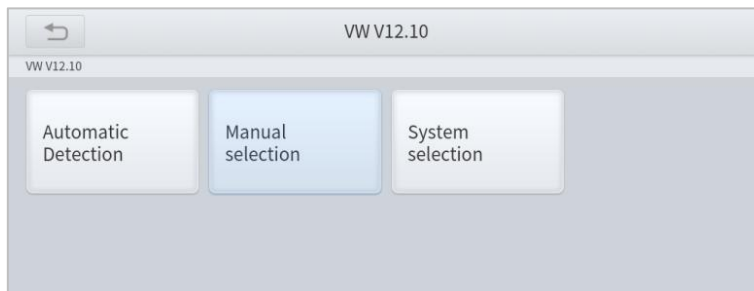 VW V12.10
VW V12.10
Automatic
Detection
Manual
selection
System
selection